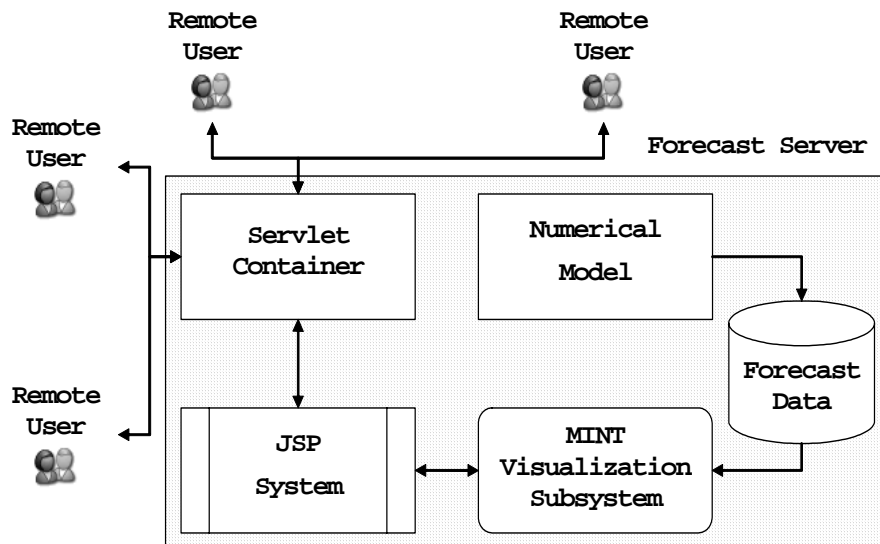 Remote
User
Remote
User
Remote
User
Forecast Server
Servlet
Container
Numerical
Model
Forecast
Data
Remote
User
JSP
System
MINT
Visualization
Subsystem